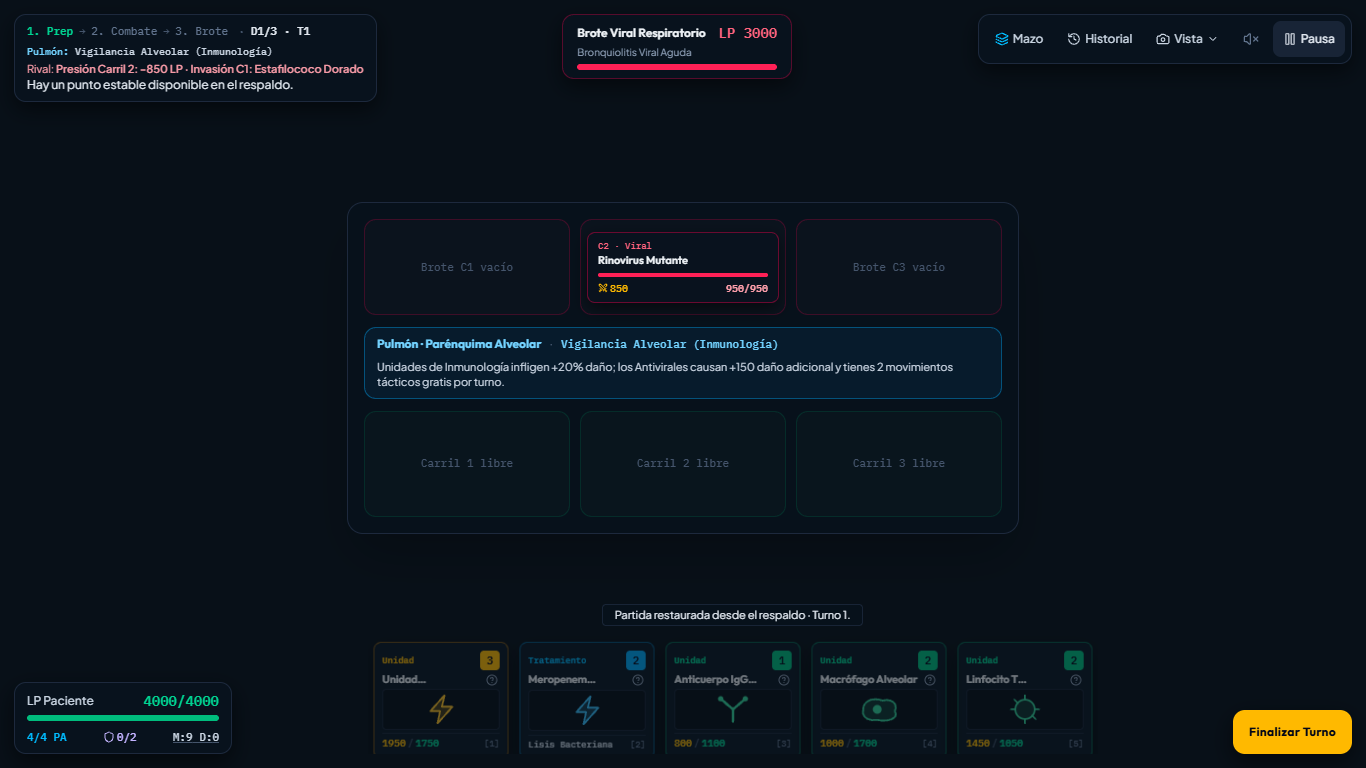 1. Prep → 2. Combate → 3. Brote · D1/3 · T1
Pulmón: Vigilancia Alveolar (Inmunología)
Rival: Presión Carril 2: -850 LP · Invasión C1: Estafilococo Dorado
Hay un punto estable disponible en el respaldo.
Brote Viral Respiratorio LP 3000
Bronquiolitis Viral Aguda
Mazo Historial Vista Pausa
Brote C1 vacío
C2 · Viral
Rinovirus Mutante
850 950/950
Brote C3 vacío
Pulmón · Parénquima Alveolar · Vigilancia Alveolar (Inmunología)
Unidades de Inmunología infligen +20% daño; los Antivirales causan +150 daño adicional y tienes 2 movimientos
tácticos gratis por turno.
Carril 1 libre
Carril 2 libre
Carril 3 libre
Partida restaurada desde el respaldo · Turno 1.
Unidad 3
Unidad...
1950 / 1750 [1]
Tratamiento 2
Meropenem...
Lisis Bacteriana [2]
Unidad 1
Anticuerpo IgG...
800 / 1100 [3]
Unidad 2
Macrófago Alveolar
1000 / 1700 [4]
Unidad 2
Linfocito T...
1450 / 1050 [5]
LP Paciente 4000/4000
4/4 PA 0/2 M:9 D:0
Finalizar Turno